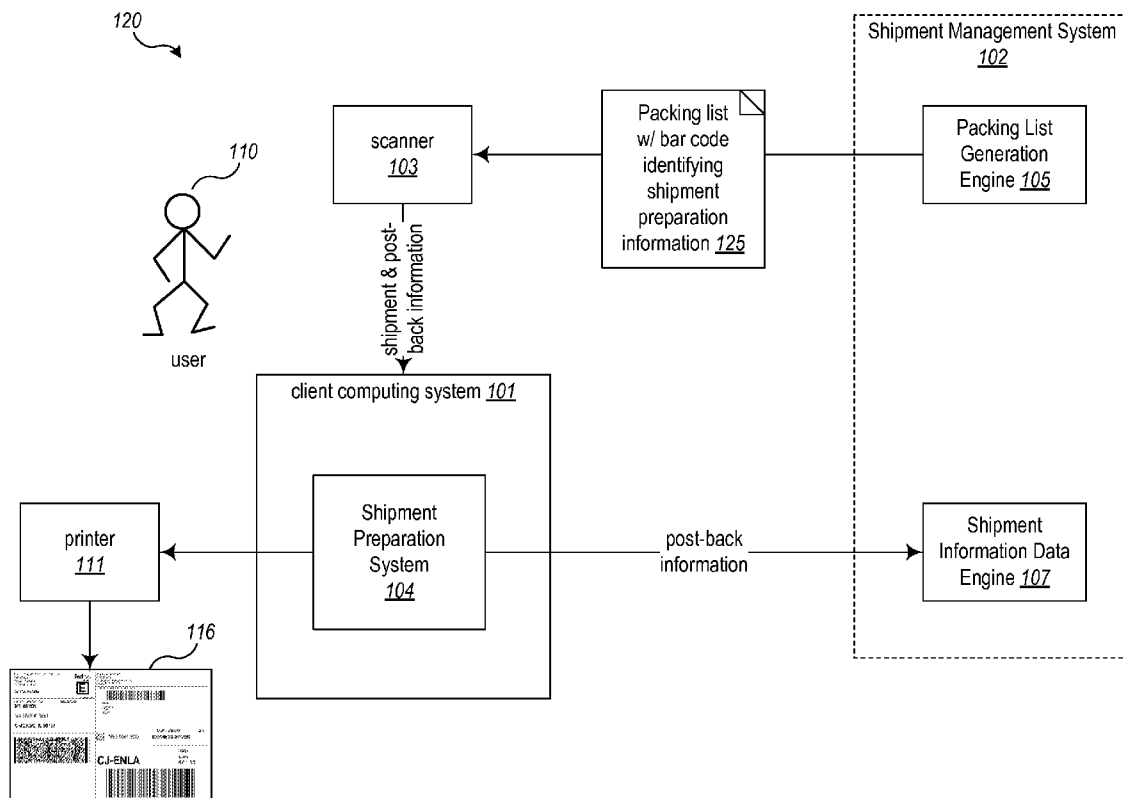 120
Shipment Management System
102
110
scanner
103
Packing list
w/ bar code
identifying
shipment
preparation
information 125
Packing List
Generation
Engine 105
shipment & post-
back information
user
client computing system 101
printer
111
Shipment
Preparation
System
104
post-back
information
Shipment
Information Data
Engine 107
116
CJ-ENLA